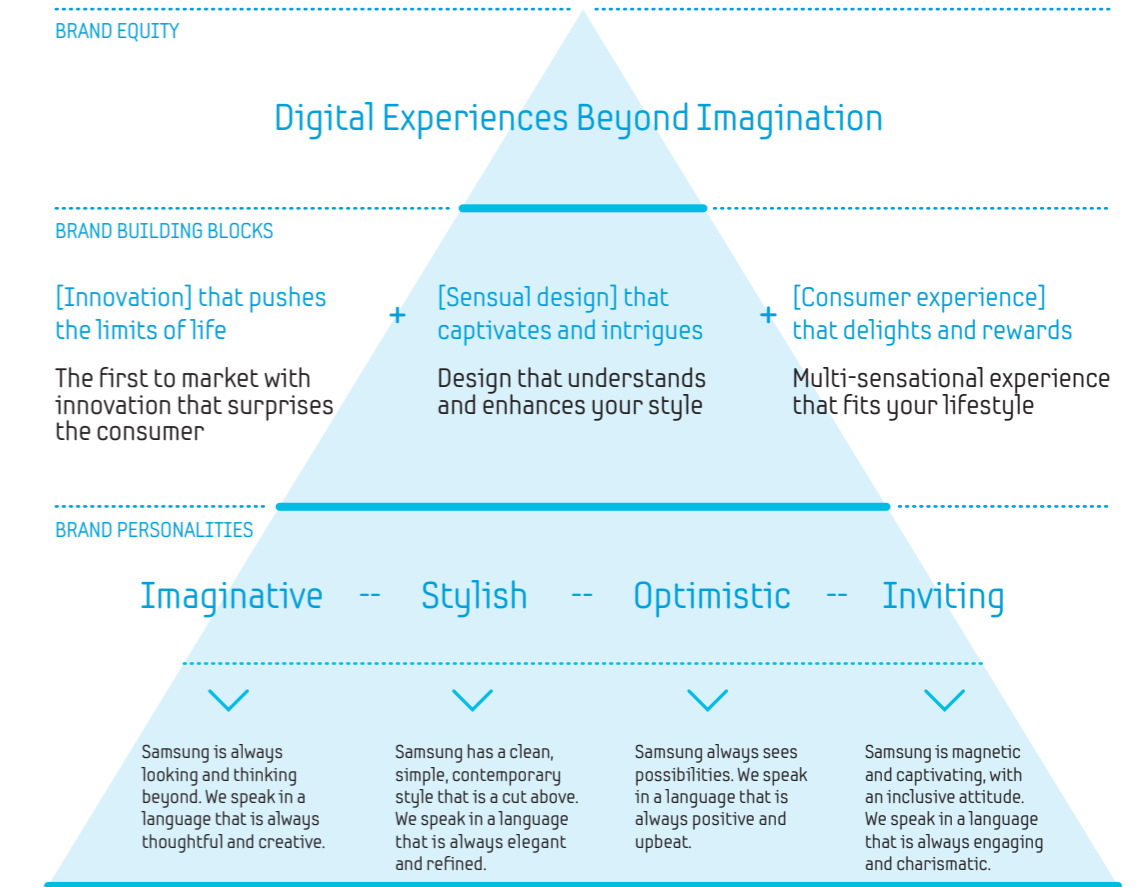 BRAND EQUITY
Digital Experiences Beyond Imagination
BRAND BUILDING BLOCKS
[Innovation] that pushes
the limits of life
The first to market with
innovation that surprises
the consumer
+
[Sensual design] that
captivates and intrigues
Design that understands
and enhances your style
+
[Consumer experience]
that delights and rewards
Multi-sensational experience
that fits your lifestyle
BRAND PERSONALITIES
Imaginative -- Stylish -- Optimistic -- Inviting
Samsung is always
looking and thinking
beyond. We speak in a
language that is always
thoughtful and creative.
Samsung has a clean,
simple, contemporary
style that is a cut above.
We speak in a language
that is always elegant
and refined.
Samsung always sees
possibilities. We speak
in a language that is
always positive and
upbeat.
Samsung is magnetic
and captivating, with
an inclusive attitude.
We speak in a language
that is always engaging
and charismatic.